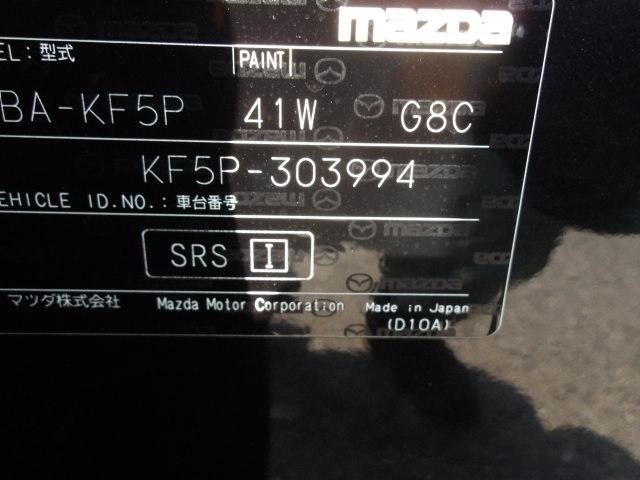 mazda
EL：型式 PAINT
BA-KF5P 41W G8C
KF5P-303994
VEHICLE ID.NO.：車台番号
SRS I
マツダ株式会社 Mazda Motor Corporation Made in Japan
(D10A)